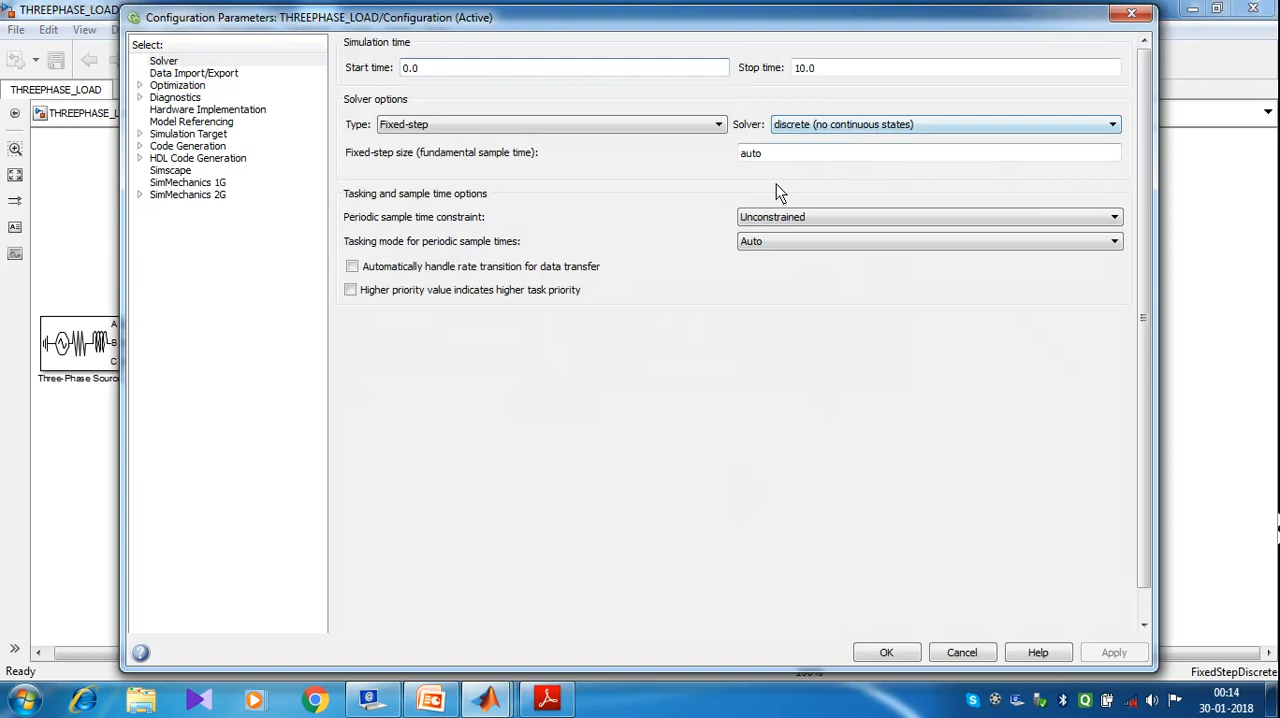 THREEPHASE_LOAD
Configuration Parameters: THREEPHASE_LOAD/Configuration (Active)
File Edit View
THREEPHASE_LOAD
THREEPHASE_L
Select:
Solver
Data Import/Export
Optimization
Diagnostics
Hardware Implementation
Model Referencing
Simulation Target
Code Generation
HDL Code Generation
Simscape
SimMechanics 1G
SimMechanics 2G
Simulation time
Start time: 0.0 Stop time: 10.0
Solver options
Type: Fixed-step Solver: discrete (no continuous states)
Fixed-step size (fundamental sample time): auto
Tasking and sample time options
Periodic sample time constraint: Unconstrained
Tasking mode for periodic sample times: Auto
Automatically handle rate transition for data transfer
Higher priority value indicates higher task priority
A
B
C
Three-Phase Source
OK Cancel Help Apply
Ready 100% FixedStepDiscrete
00:14
30-01-2018